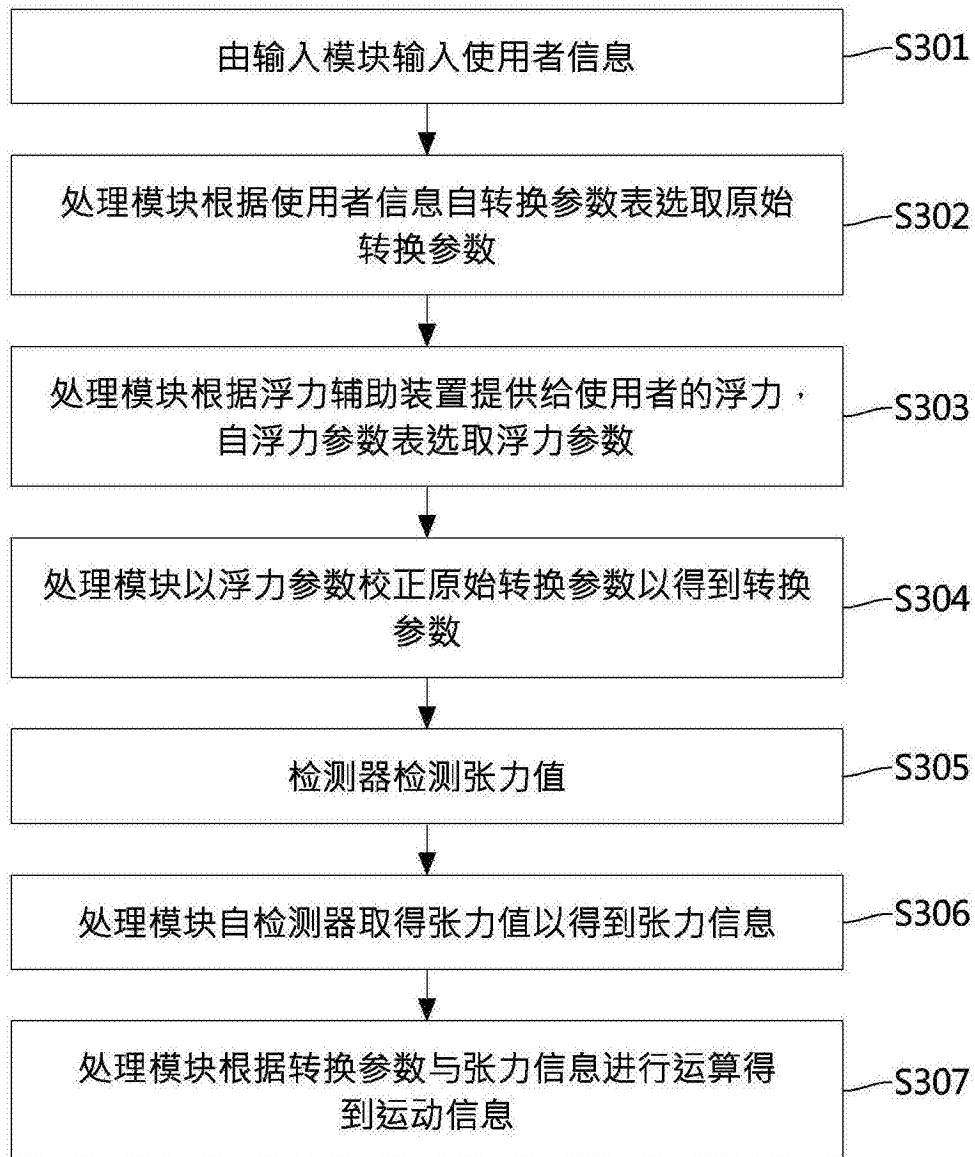 由输入模块输入使用者信息
S301
处理模块根据使用者信息自转换参数表选取原始
转换参数
S302
处理模块根据浮力辅助装置提供给使用者的浮力，
自浮力参数表选取浮力参数
S303
处理模块以浮力参数校正原始转换参数以得到转换
参数
S304
检测器检测张力值
S305
处理模块自检测器取得张力值以得到张力信息
S306
处理模块根据转换参数与张力信息进行运算得
到运动信息
S307